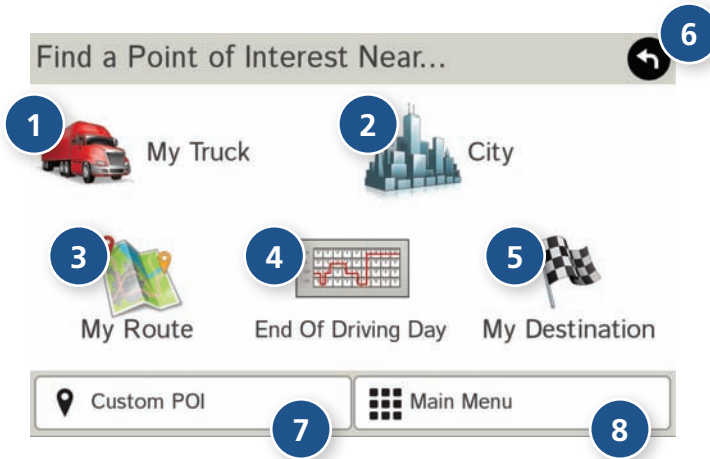 6
Find a Point of Interest Near...
1
My Truck
2
City
3
My Route
4
End Of Driving Day
5
My Destination
Custom POI
7
Main Menu
8